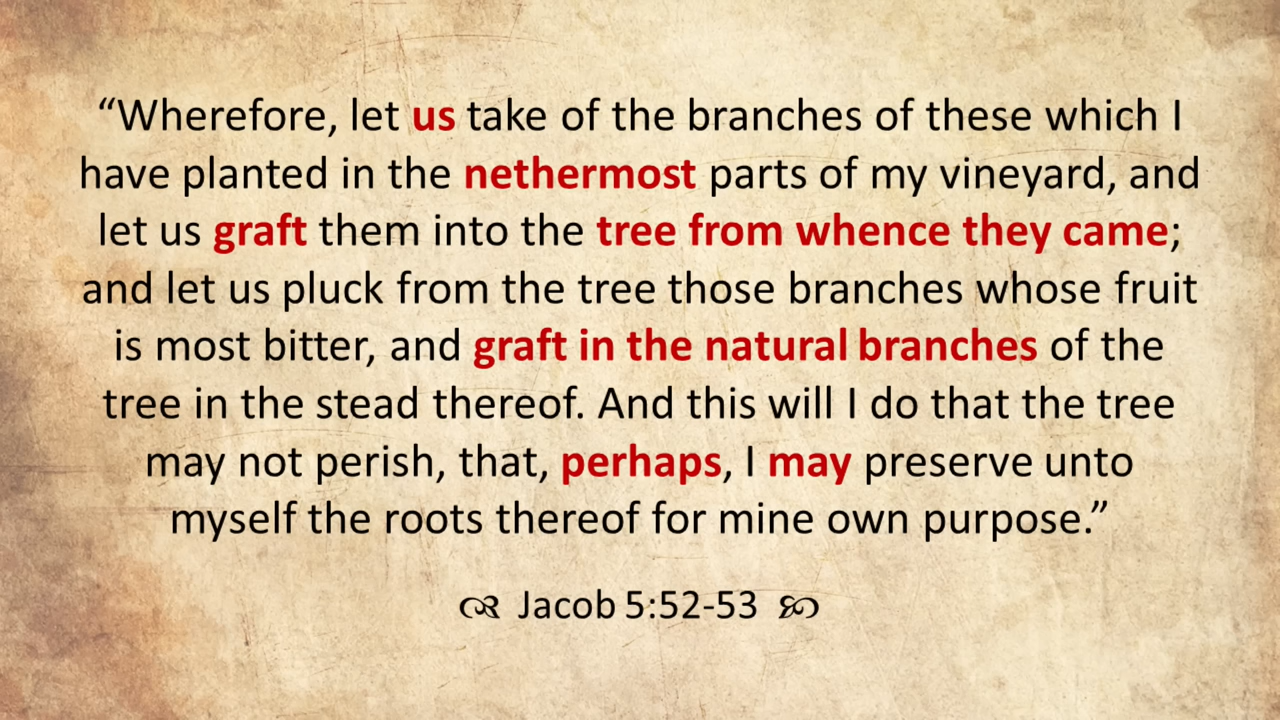 “Wherefore, let us take of the branches of these which I
have planted in the nethermost parts of my vineyard, and
let us graft them into the tree from whence they came;
and let us pluck from the tree those branches whose fruit
is most bitter, and graft in the natural branches of the
tree in the stead thereof. And this will I do that the tree
may not perish, that, perhaps, I may preserve unto
myself the roots thereof for mine own purpose.”
Jacob 5:52-53